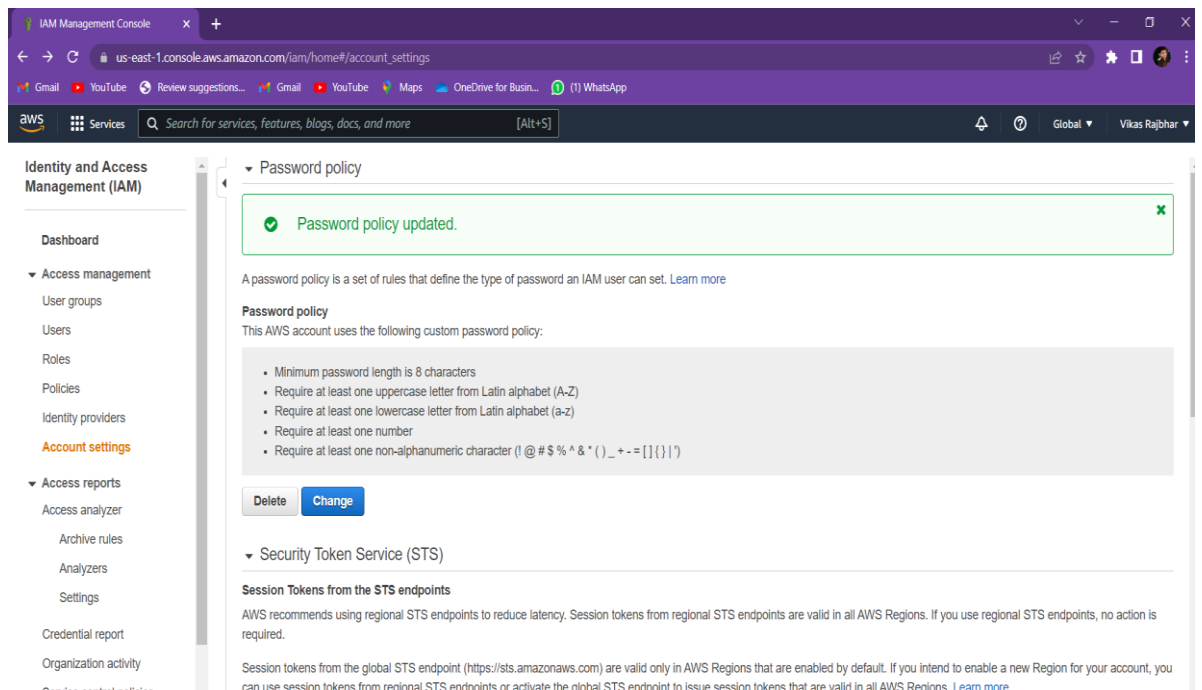 IAM Management Console
us-east-1.console.aws.amazon.com/iam/home#/account_settings
Gmail YouTube Review suggestions... Gmail YouTube Maps OneDrive for Busin... (1) WhatsApp
aws Services Search for services, features, blogs, docs, and more [Alt+S] Global Vikas Rajbhar
Identity and Access
Management (IAM)
Dashboard
Access management
User groups
Users
Roles
Policies
Identity providers
Account settings
Access reports
Access analyzer
Archive rules
Analyzers
Settings
Credential report
Organization activity
Service control policies
Password policy
Password policy updated.
A password policy is a set of rules that define the type of password an IAM user can set. Learn more
Password policy
This AWS account uses the following custom password policy:
• Minimum password length is 8 characters
• Require at least one uppercase letter from Latin alphabet (A-Z)
• Require at least one lowercase letter from Latin alphabet (a-z)
• Require at least one number
• Require at least one non-alphanumeric character (! @ # $ % ^ & * ( ) _ + - = [ ] { } | ')
Delete Change
Security Token Service (STS)
Session Tokens from the STS endpoints
AWS recommends using regional STS endpoints to reduce latency. Session tokens from regional STS endpoints are valid in all AWS Regions. If you use regional STS endpoints, no action is
required.
Session tokens from the global STS endpoint (https://sts.amazonaws.com) are valid only in AWS Regions that are enabled by default. If you intend to enable a new Region for your account, you
can use session tokens from regional STS endpoints or activate the global STS endpoint to issue session tokens that are valid in all AWS Regions. Learn more